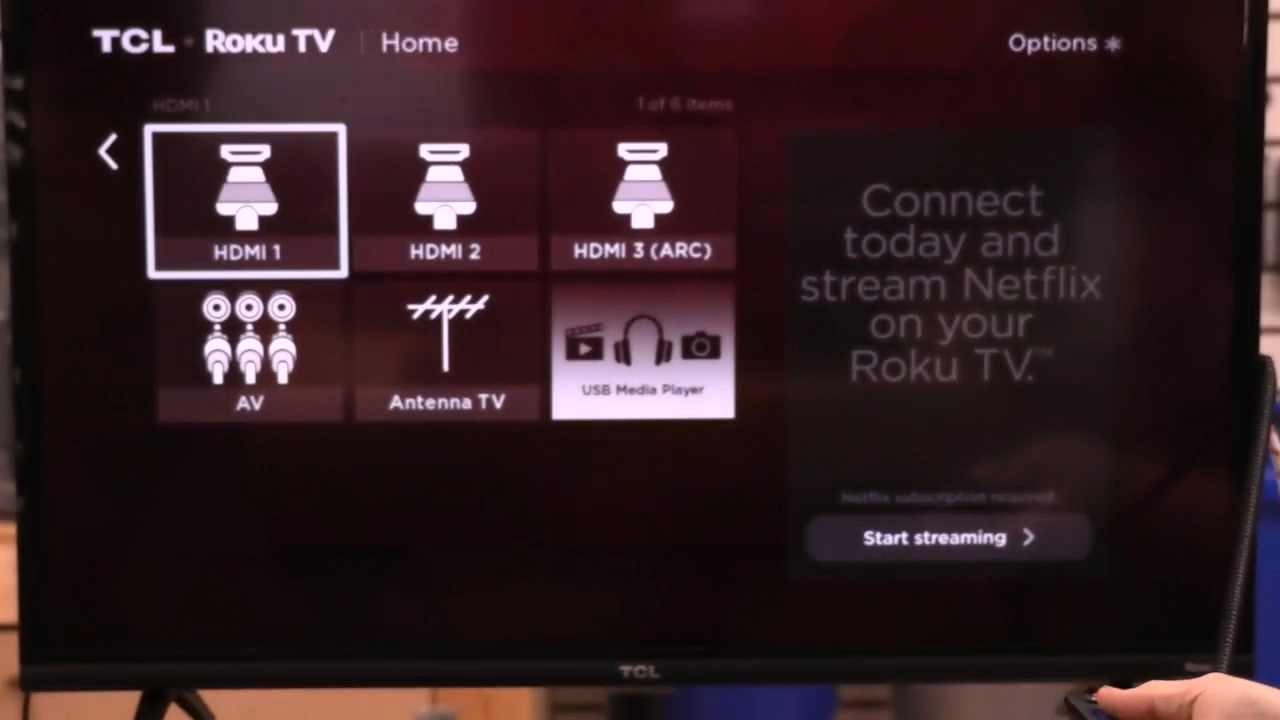 TCL • Roku TV | Home
Options ✱
HDMI 1
1 of 6 items
HDMI 1
HDMI 2
HDMI 3 (ARC)
AV
Antenna TV
USB Media Player
Connect
today and
stream Netflix
on your
Roku TV.™
Netflix subscription required.
Start streaming
TCL
Roku